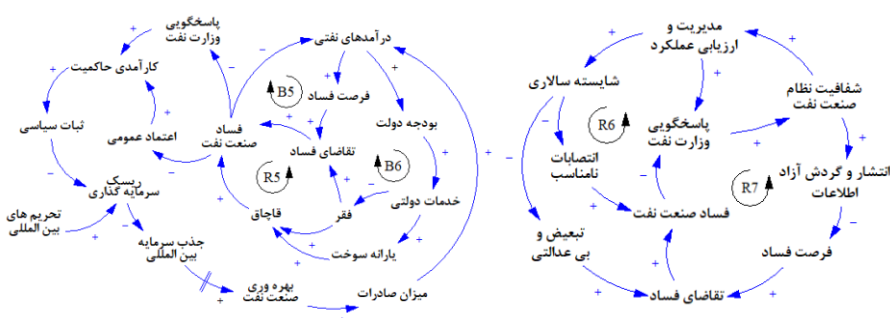 پاسخگویی
وزارت نفت
کارآمدی حاکمیت
ثبات سیاسی
اعتماد عمومی
ریسک
سرمایه گذاری
تحریم های
بین المللی
جذب سرمایه
بین المللی
بهره وری
صنعت نفت
میزان صادرات
درآمدهای نفتی
فرصت فساد
B5
بودجه دولت
فساد
صنعت نفت
تقاضای فساد
B6
R5
خدمات دولتی
فقر
قاچاق
یارانه سوخت
مدیریت و
ارزیابی عملکرد
شایسته سالاری
شفافیت نظام
صنعت نفت
R6
پاسخگویی
وزارت نفت
انتصابات
نامناسب
انتشار و گردش آزاد
اطلاعات
R7
فساد صنعت نفت
تبعیض و
بی عدالتی
فرصت فساد
تقاضای فساد